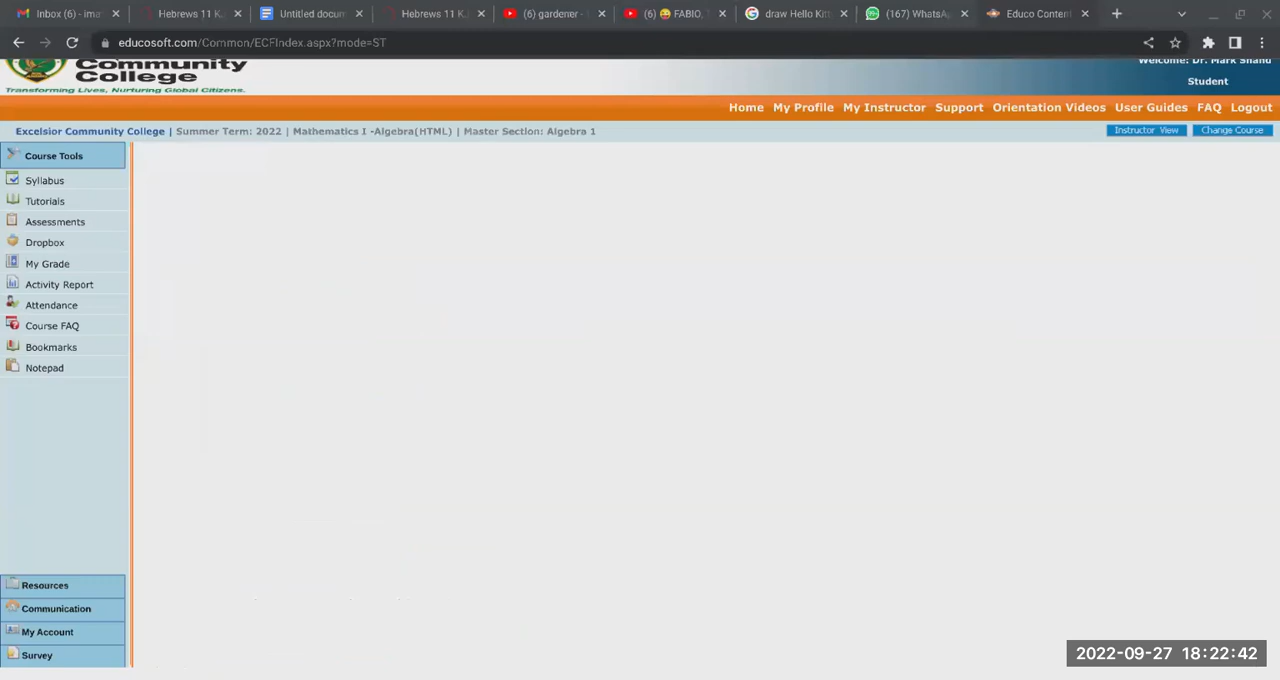 Inbox (6) - ima
Hebrews 11 KJ
Untitled docum
Hebrews 11 KJ
(6) gardener -
(6) 😜 FABIO,
draw Hello Kitt
(167) WhatsA
Educo Content
educosoft.com/Common/ECFIndex.aspx?mode=ST
Community
College
Transforming Lives, Nurturing Global Citizens.
Welcome: Dr. Mark Shand
Student
Home My Profile My Instructor Support Orientation Videos User Guides FAQ Logout
Excelsior Community College | Summer Term: 2022 | Mathematics I -Algebra(HTML) | Master Section: Algebra 1
Instructor View Change Course
Course Tools
Syllabus
Tutorials
Assessments
Dropbox
My Grade
Activity Report
Attendance
Course FAQ
Bookmarks
Notepad
Resources
Communication
My Account
Survey
2022-09-27 18:22:42